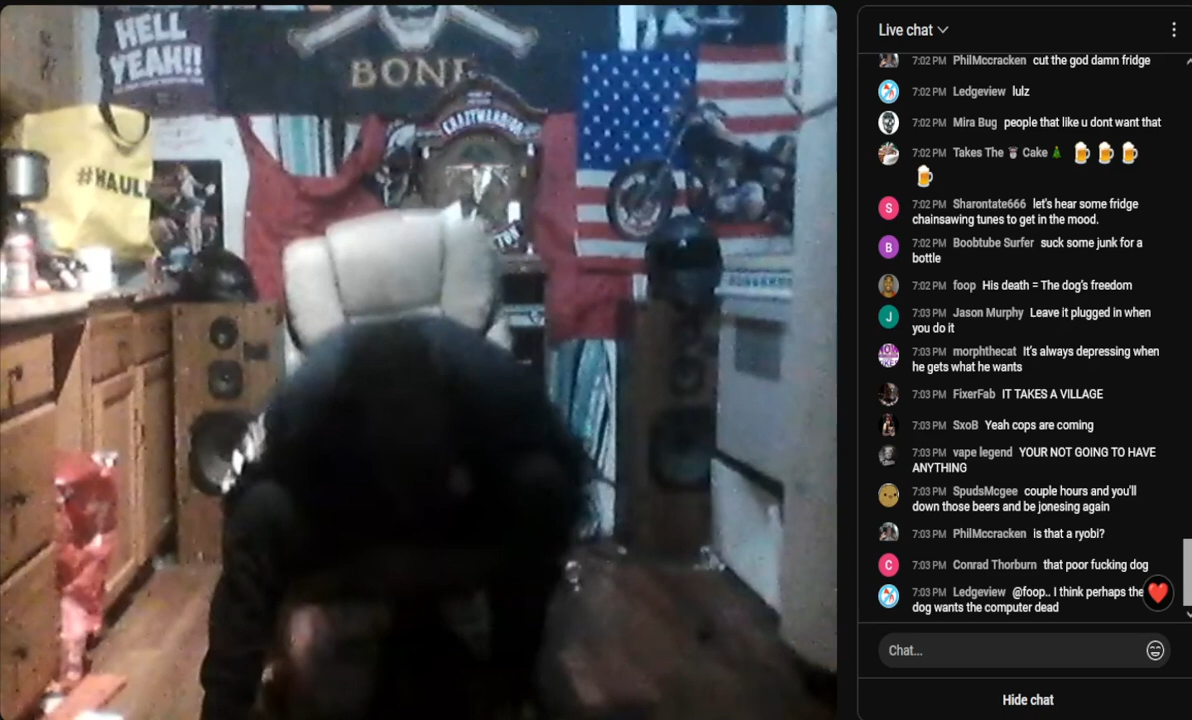 HELL
YEAH!!
BONE
#HAUL
CRAZYWARRIOR
Live chat
7:02 PM PhilMccracken cut the god damn fridge
7:02 PM Ledgeview lulz
7:02 PM Mira Bug people that like u dont want that
7:02 PM Takes The Cake
7:02 PM Sharontate666 let's hear some fridge
chainsawing tunes to get in the mood.
7:02 PM Boobtube Surfer suck some junk for a
bottle
7:02 PM foop His death = The dog's freedom
7:03 PM Jason Murphy Leave it plugged in when
you do it
7:03 PM morphthecat It's always depressing when
he gets what he wants
7:03 PM FixerFab IT TAKES A VILLAGE
7:03 PM SxoB Yeah cops are coming
7:03 PM vape legend YOUR NOT GOING TO HAVE
ANYTHING
7:03 PM SpudsMcgee couple hours and you'll
down those beers and be jonesing again
7:03 PM PhilMccracken is that a ryobi?
7:03 PM Conrad Thorburn that poor fucking dog
7:03 PM Ledgeview @foop.. I think perhaps the
dog wants the computer dead
Chat...
Hide chat
S
B
J
C